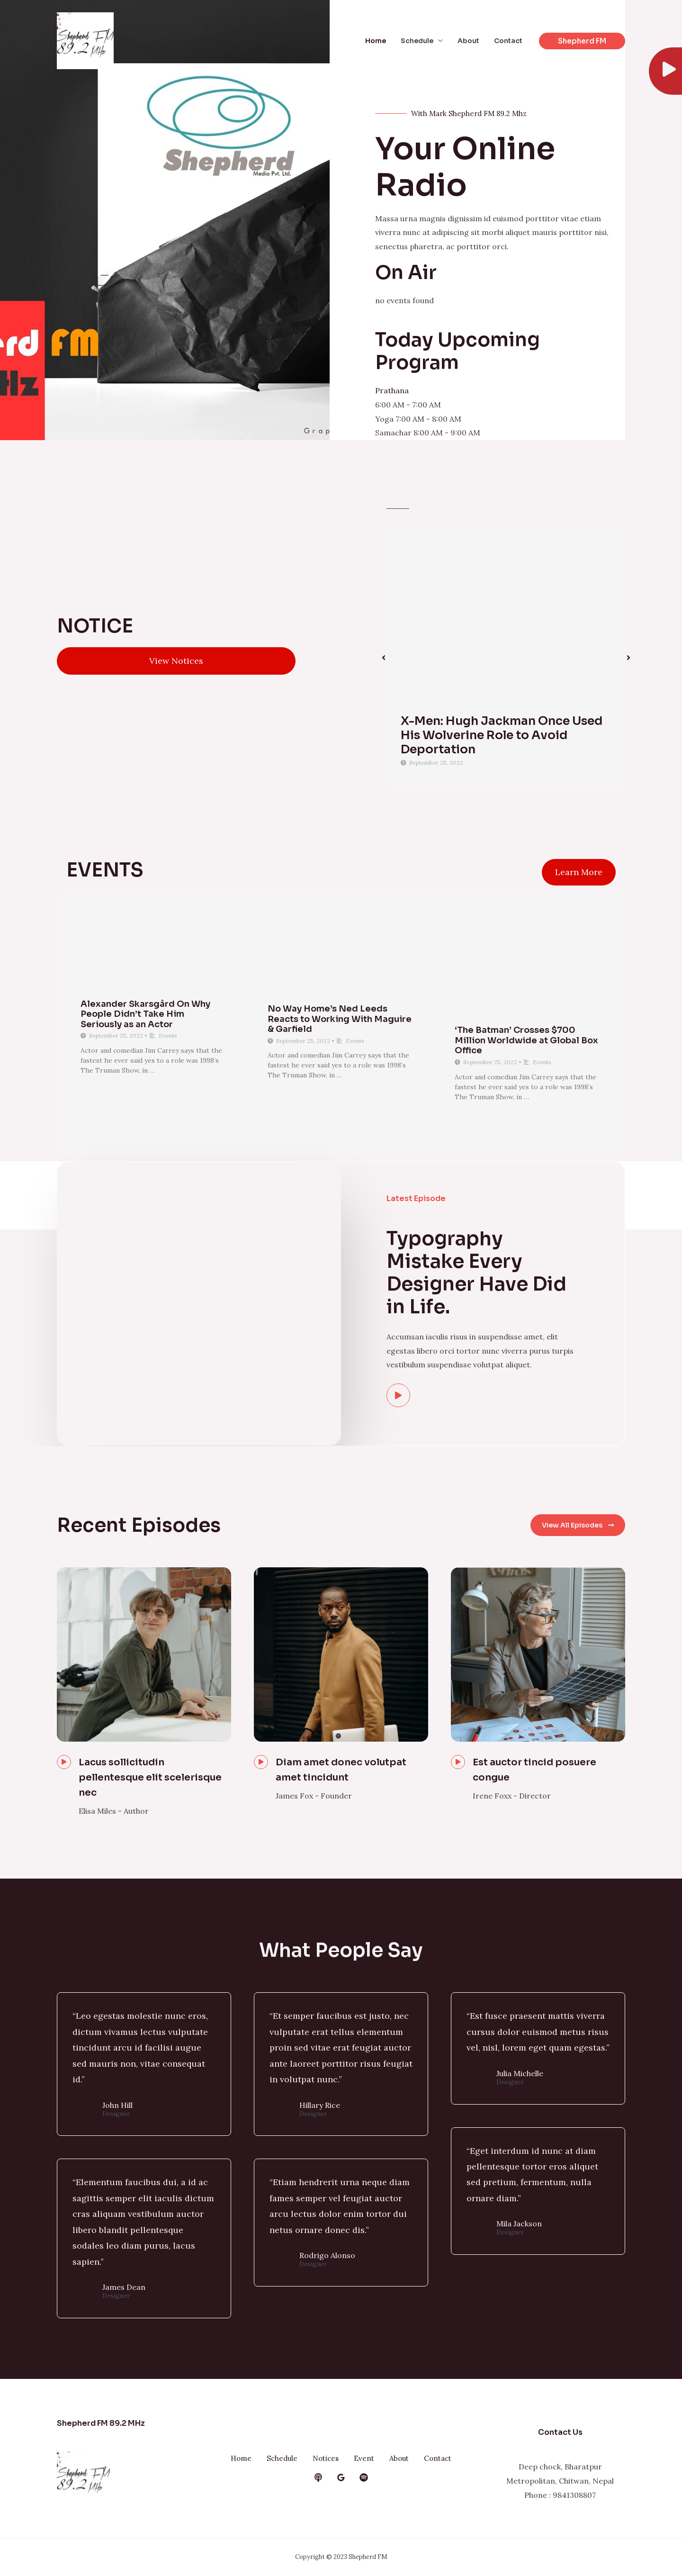 Shepherd FM
89.2 MHz
Home
Schedule
About
Contact
Shepherd FM
Shepherd
Media Pvt. Ltd.
erd fm
Hz
Grap
With Mark Shepherd FM 89.2 Mhz
Your Online
Radio
Massa urna magnis dignissim id euismod porttitor vitae etiam
viverra nunc at adipiscing sit morbi aliquet mauris porttitor nisi,
senectus pharetra, ac porttitor orci.
On Air
no events found
Today Upcoming
Program
Prathana
6:00 AM - 7:00 AM
Yoga 7:00 AM - 8:00 AM
Samachar 8:00 AM - 9:00 AM
NOTICE
View Notices
X-Men: Hugh Jackman Once Used
His Wolverine Role to Avoid
Deportation
September 25, 2022
EVENTS
Learn More
Alexander Skarsgård On Why
People Didn’t Take Him
Seriously as an Actor
September 25, 2022 • Events
Actor and comedian Jim Carrey says that the
fastest he ever said yes to a role was 1998’s
The Truman Show, in …
No Way Home’s Ned Leeds
Reacts to Working With Maguire
& Garfield
September 25, 2022 • Events
Actor and comedian Jim Carrey says that the
fastest he ever said yes to a role was 1998’s
The Truman Show, in …
‘The Batman’ Crosses $700
Million Worldwide at Global Box
Office
September 25, 2022 • Events
Actor and comedian Jim Carrey says that the
fastest he ever said yes to a role was 1998’s
The Truman Show, in …
Latest Episode
Typography
Mistake Every
Designer Have Did
in Life.
Accumsan iaculis risus in suspendisse amet, elit
egestas libero orci tortor nunc viverra purus turpis
vestibulum suspendisse volutpat aliquet.
Recent Episodes
View All Episodes
Lacus sollicitudin
pellentesque elit scelerisque
nec
Elisa Miles - Author
Diam amet donec volutpat
amet tincidunt
James Fox - Founder
Est auctor tincid posuere
congue
Irene Foxx - Director
What People Say
“Leo egestas molestie nunc eros,
dictum vivamus lectus vulputate
tincidunt arcu id facilisi augue
sed mauris non, vitae consequat
id.”
John Hill
Designer
“Et semper faucibus est justo, nec
vulputate erat tellus elementum
proin sed vitae erat feugiat auctor
ante laoreet porttitor risus feugiat
in volutpat nunc.”
Hillary Rice
Designer
“Est fusce praesent mattis viverra
cursus dolor euismod metus risus
vel, nisl, lorem eget quam egestas.”
Julia Michelle
Designer
“Elementum faucibus dui, a id ac
sagittis semper elit iaculis dictum
cras aliquam vestibulum auctor
libero blandit pellentesque
sodales leo diam purus, lacus
sapien.”
James Dean
Designer
“Etiam hendrerit urna neque diam
fames semper vel feugiat auctor
arcu lectus dolor enim tortor dui
netus ornare donec dis.”
Rodrigo Alonso
Designer
“Eget interdum id nunc at diam
pellentesque tortor eros aliquet
sed pretium, fermentum, nulla
ornare diam.”
Mila Jackson
Designer
Shepherd FM 89.2 MHz
Shepherd FM
89.2 MHz
Home
Schedule
Notices
Event
About
Contact
Contact Us
Deep chock, Bharatpur
Metropolitan, Chitwan, Nepal
Phone : 9841308807
Copyright © 2023 Shepherd FM